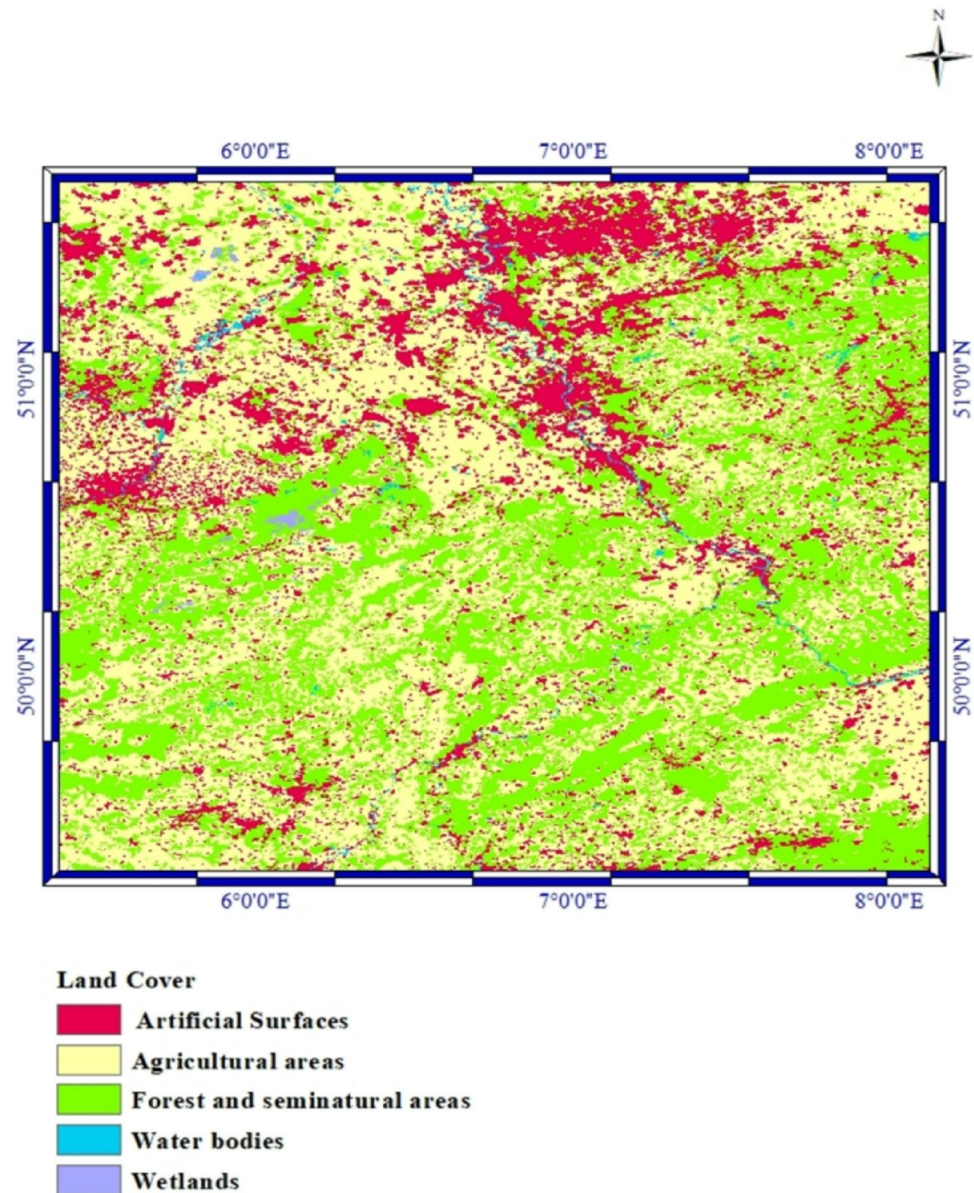 N
6°0'0"E 7°0'0"E 8°0'0"E
51°0'0"N 51°0'0"N
50°0'0"N 50°0'0"N
6°0'0"E 7°0'0"E 8°0'0"E
Land Cover
Artificial Surfaces
Agricultural areas
Forest and seminatural areas
Water bodies
Wetlands